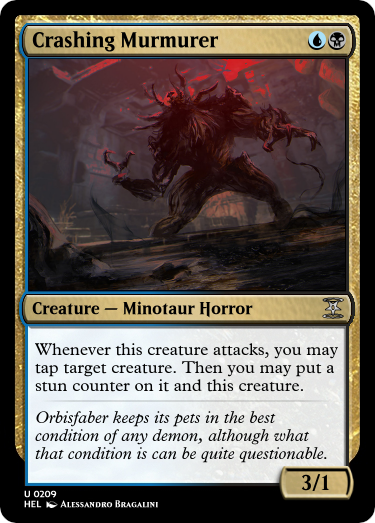 Crashing Murmurer
Creature — Minotaur Horror
Whenever this creature attacks, you may
tap target creature. Then you may put a
stun counter on it and this creature.
Orbisfaber keeps its pets in the best
condition of any demon, although what
that condition is can be quite questionable.
3/1
U 0209
HEL Alessandro Bragalini